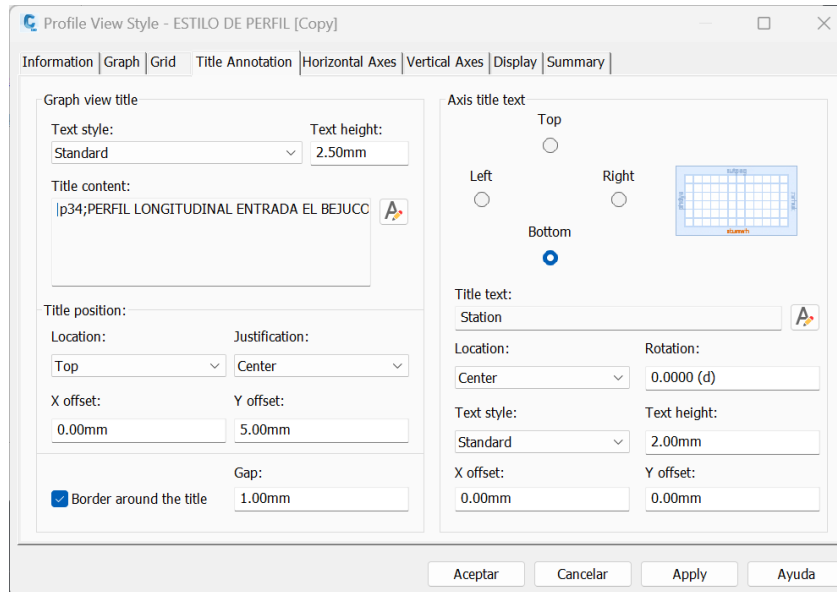 Profile View Style - ESTILO DE PERFIL [Copy]
Information Graph Grid Title Annotation Horizontal Axes Vertical Axes Display Summary
Graph view title
Text style:
Text height:
Standard
2.50mm
Title content:
|p34;PERFIL LONGITUDINAL ENTRADA EL BEJUCO
Title position:
Location:
Justification:
Top
Center
X offset:
Y offset:
0.00mm
5.00mm
Gap:
Border around the title
1.00mm
Axis title text
Top
Left
Right
Bottom
Title text:
Station
Location:
Rotation:
Center
0.0000 (d)
Text style:
Text height:
Standard
2.00mm
X offset:
Y offset:
0.00mm
0.00mm
Aceptar
Cancelar
Apply
Ayuda